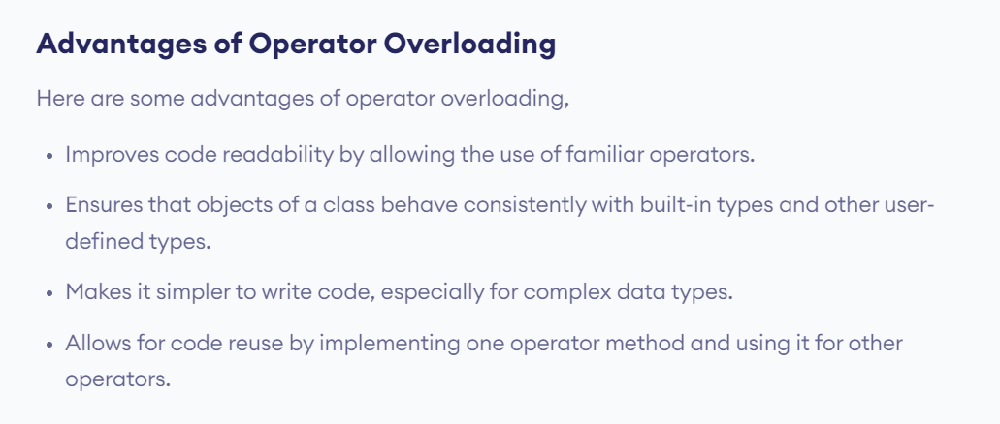 Advantages of Operator Overloading
Here are some advantages of operator overloading,
• Improves code readability by allowing the use of familiar operators.
• Ensures that objects of a class behave consistently with built-in types and other user-
defined types.
• Makes it simpler to write code, especially for complex data types.
• Allows for code reuse by implementing one operator method and using it for other
operators.